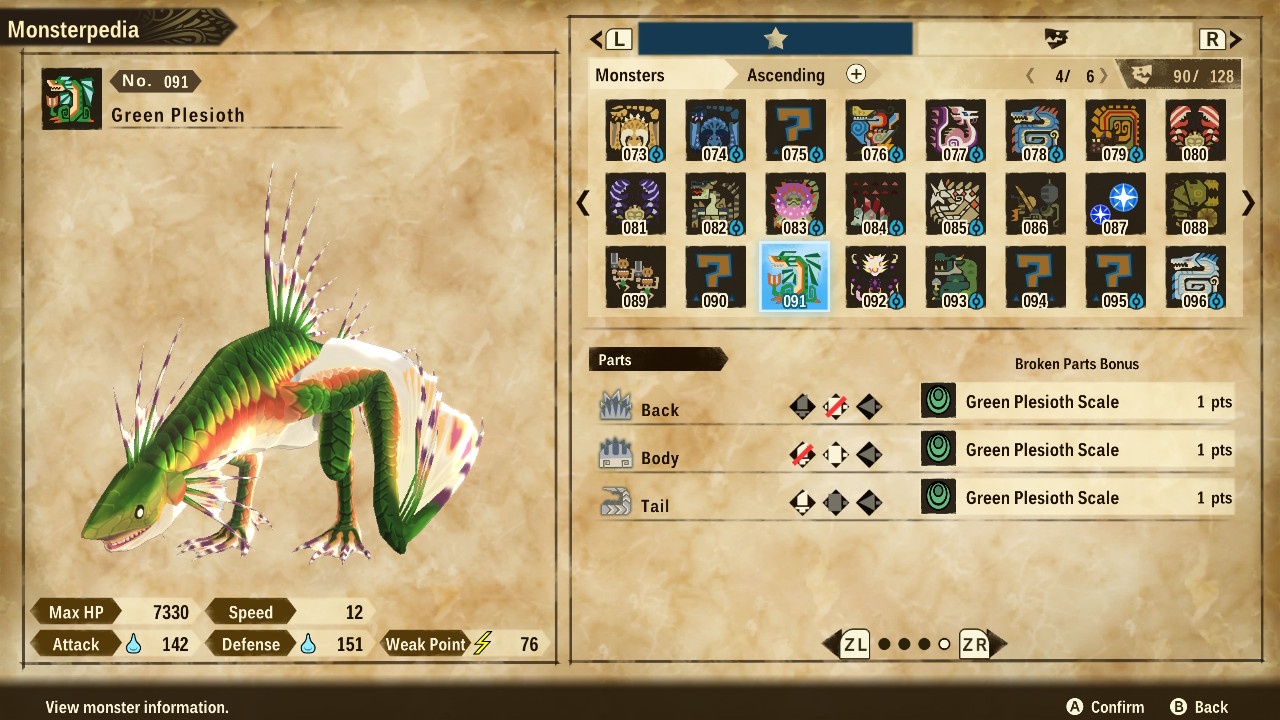 Monsterpedia
No. 091
Green Plesioth
Max HP 7330 Speed 12
Attack 142 Defense 151 Weak Point 76
L R
Monsters Ascending 4/ 6 90/ 128
073 074 075 076 077 078 079 080
081 082 083 084 085 086 087 088
089 090 091 092 093 094 095 096
Parts Broken Parts Bonus
Back Green Plesioth Scale 1 pts
Body Green Plesioth Scale 1 pts
Tail Green Plesioth Scale 1 pts
ZL ZR
View monster information. A Confirm B Back